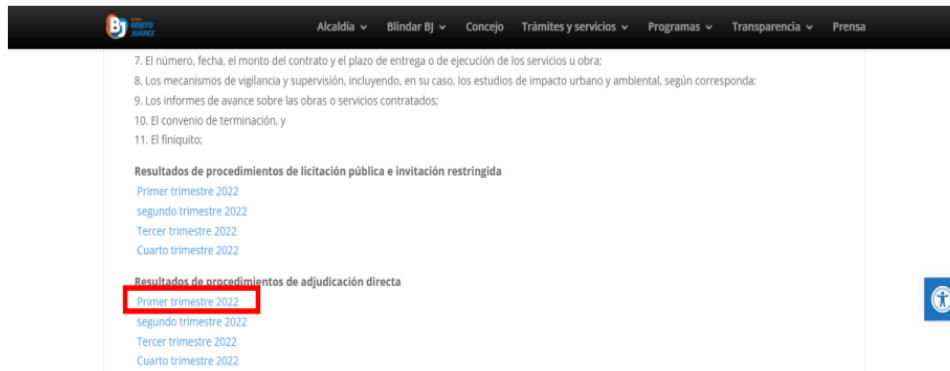 BJ BENITO JUÁREZ
Alcaldía Blindar BJ Concejo Trámites y servicios Programas Transparencia Prensa
7. El número, fecha, el monto del contrato y el plazo de entrega o de ejecución de los servicios u obra;
8. Los mecanismos de vigilancia y supervisión, incluyendo, en su caso, los estudios de impacto urbano y ambiental, según corresponda;
9. Los informes de avance sobre las obras o servicios contratados;
10. El convenio de terminación, y
11. El finiquito;
Resultados de procedimientos de licitación pública e invitación restringida
Primer trimestre 2022
segundo trimestre 2022
Tercer trimestre 2022
Cuarto trimestre 2022
Resultados de procedimientos de adjudicación directa
Primer trimestre 2022
segundo trimestre 2022
Tercer trimestre 2022
Cuarto trimestre 2022